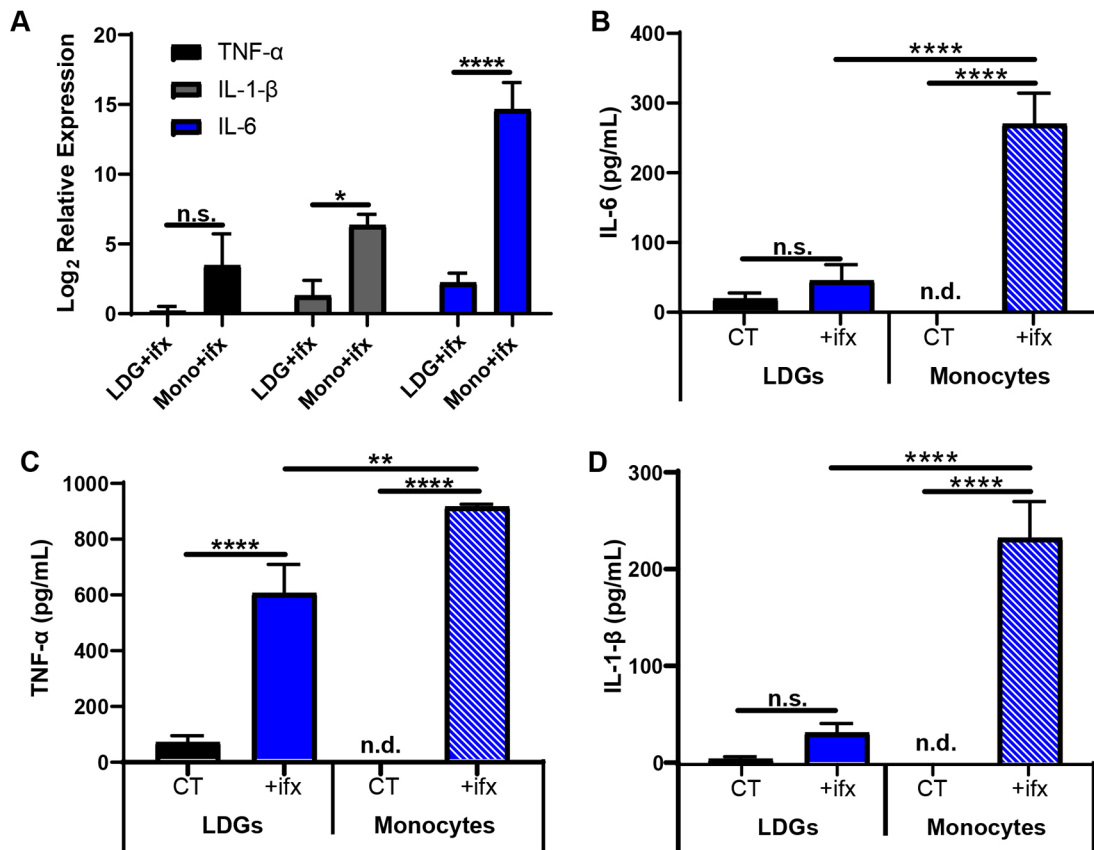 A
Log₂ Relative Expression
20
15
10
5
0
TNF-α
IL-1-β
IL-6
n.s.
*
****
LDG+ifx
Mono+ifx
LDG+ifx
Mono+ifx
LDG+ifx
Mono+ifx
B
IL-6 (pg/mL)
400
300
200
100
0
****
****
n.s.
n.d.
CT
+ifx
CT
+ifx
LDGs
Monocytes
C
TNF-α (pg/mL)
1000
800
600
400
200
0
**
****
****
n.d.
CT
+ifx
CT
+ifx
LDGs
Monocytes
D
IL-1-β (pg/mL)
300
200
100
0
****
****
n.s.
n.d.
CT
+ifx
CT
+ifx
LDGs
Monocytes